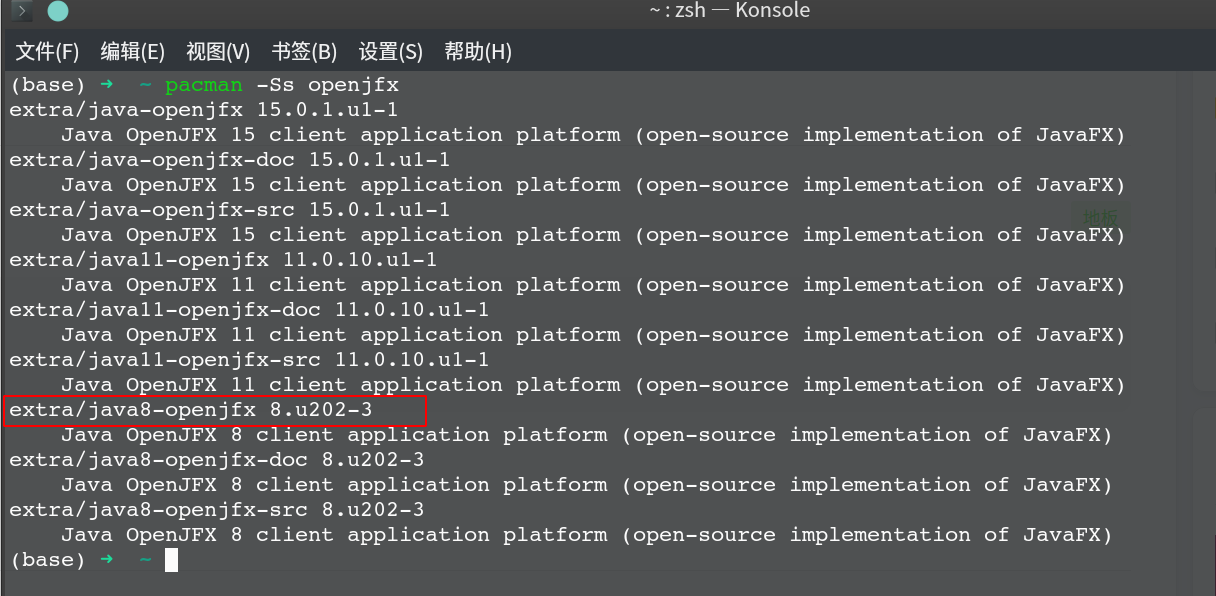 ~ : zsh — Konsole
文件(F) 编辑(E) 视图(V) 书签(B) 设置(S) 帮助(H)
(base) ➜ ~ pacman -Ss openjfx
extra/java-openjfx 15.0.1.u1-1
Java OpenJFX 15 client application platform (open-source implementation of JavaFX)
extra/java-openjfx-doc 15.0.1.u1-1
Java OpenJFX 15 client application platform (open-source implementation of JavaFX)
extra/java-openjfx-src 15.0.1.u1-1
地板
Java OpenJFX 15 client application platform (open-source implementation of JavaFX)
extra/java11-openjfx 11.0.10.u1-1
Java OpenJFX 11 client application platform (open-source implementation of JavaFX)
extra/java11-openjfx-doc 11.0.10.u1-1
Java OpenJFX 11 client application platform (open-source implementation of JavaFX)
extra/java11-openjfx-src 11.0.10.u1-1
Java OpenJFX 11 client application platform (open-source implementation of JavaFX)
extra/java8-openjfx 8.u202-3
Java OpenJFX 8 client application platform (open-source implementation of JavaFX)
extra/java8-openjfx-doc 8.u202-3
Java OpenJFX 8 client application platform (open-source implementation of JavaFX)
extra/java8-openjfx-src 8.u202-3
Java OpenJFX 8 client application platform (open-source implementation of JavaFX)
(base) ➜ ~